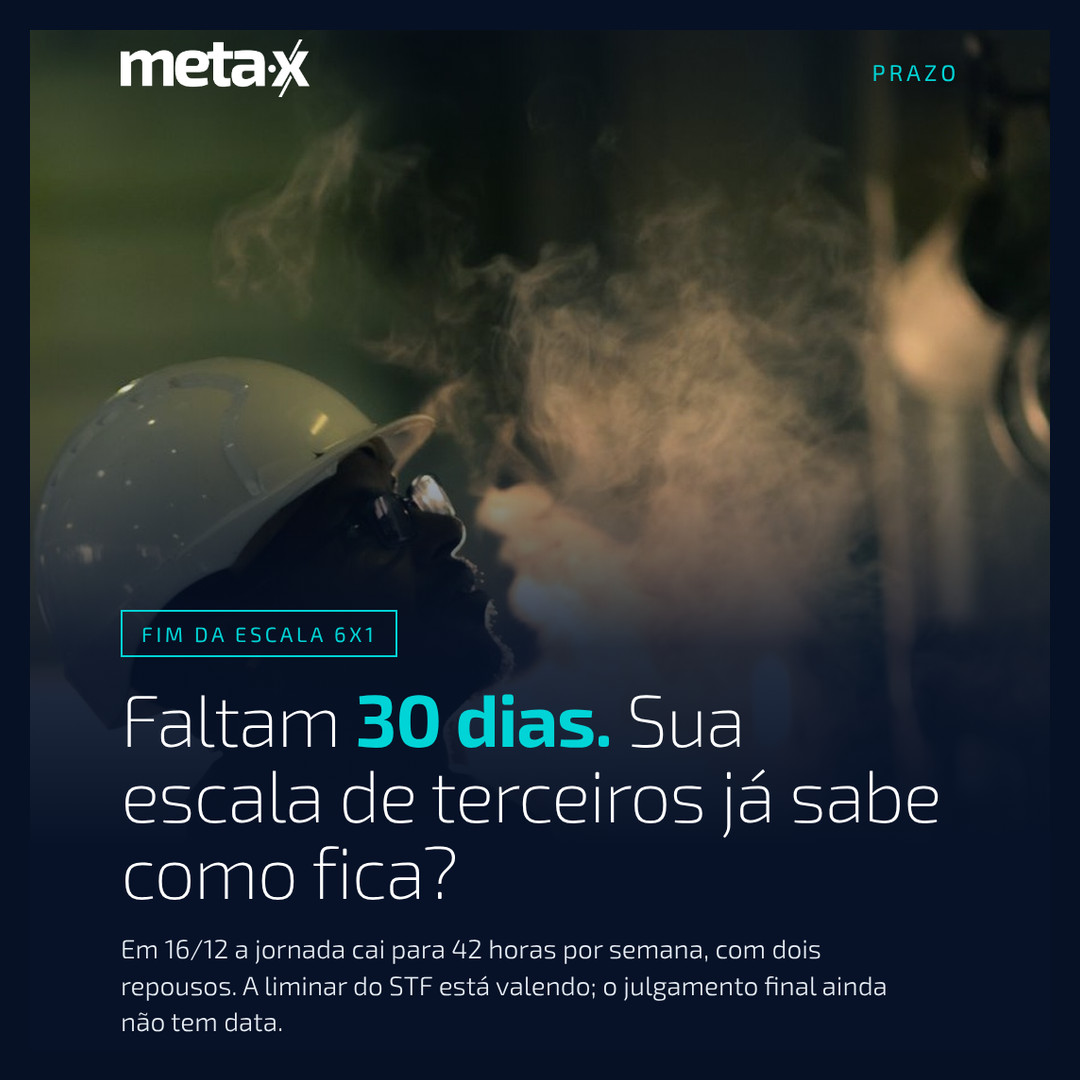 meta·x
PRAZO
FIM DA ESCALA 6X1
Faltam 30 dias. Sua
escala de terceiros já sabe
como fica?
Em 16/12 a jornada cai para 42 horas por semana, com dois
repousos. A liminar do STF está valendo; o julgamento final ainda
não tem data.